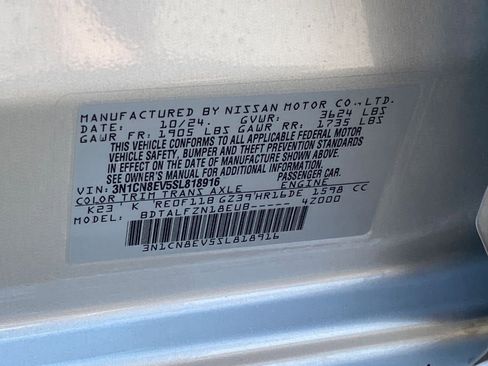 MANUFACTURED BY NISSAN MOTOR CO.,LTD.
DATE: 10/24. GVWR: 3624 LBS
GAWR FR: 1905 LBS GAWR RR: 1735 LBS
THIS VEHICLE CONFORMS TO ALL APPLICABLE FEDERAL MOTOR
VEHICLE SAFETY, BUMPER AND THEFT PREVENTION STANDARDS
IN EFFECT ON THE DATE OF MANUFACTURE SHOWN ABOVE.
SEE OWNER'S MANUAL FOR ADDITIONAL INFORMATION.
VIN: 3N1CN8EV5SL818916 PASSENGER CAR.
COLOR TRIM TRANS AXLE ENGINE
K23 K RE0F11B GZ39 HR16DE 1598 CC
BDTALFZN18EUB----- 4Z000
3N1CN8EV5SL818916